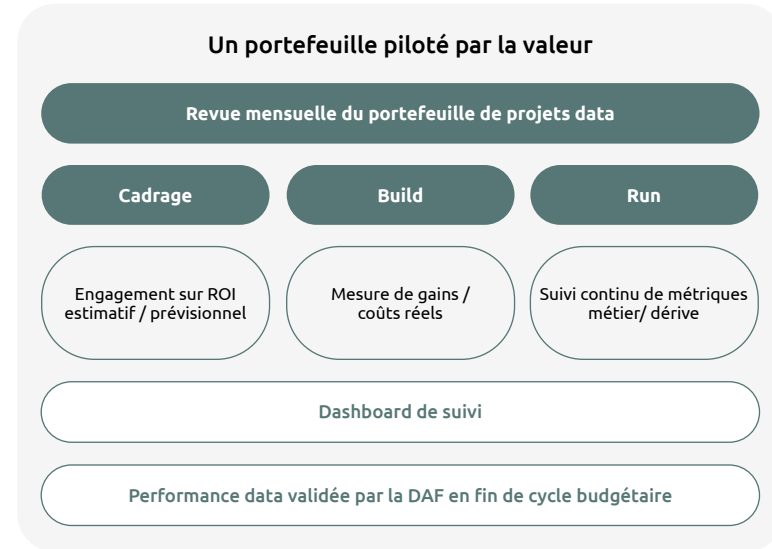 Un portefeuille piloté par la valeur
Revue mensuelle du portefeuille de projets data
Cadrage
Build
Run
Engagement sur ROI
estimatif / prévisionnel
Mesure de gains /
coûts réels
Suivi continu de métriques
métier/ dérive
Dashboard de suivi
Performance data validée par la DAF en fin de cycle budgétaire